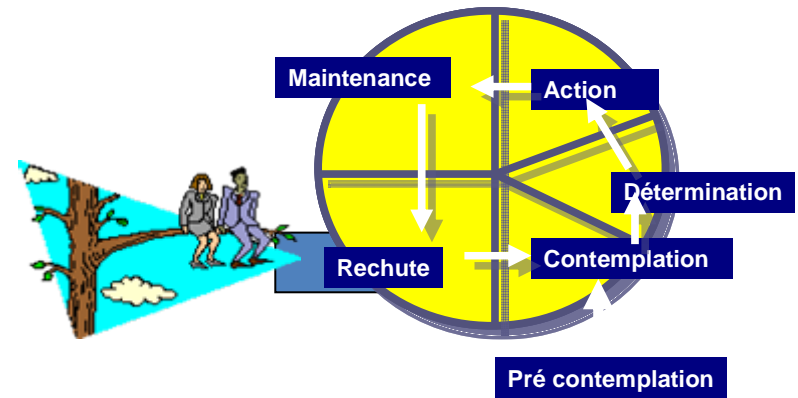 Maintenance
Action
Détermination
Rechute
Contemplation
Pré contemplation